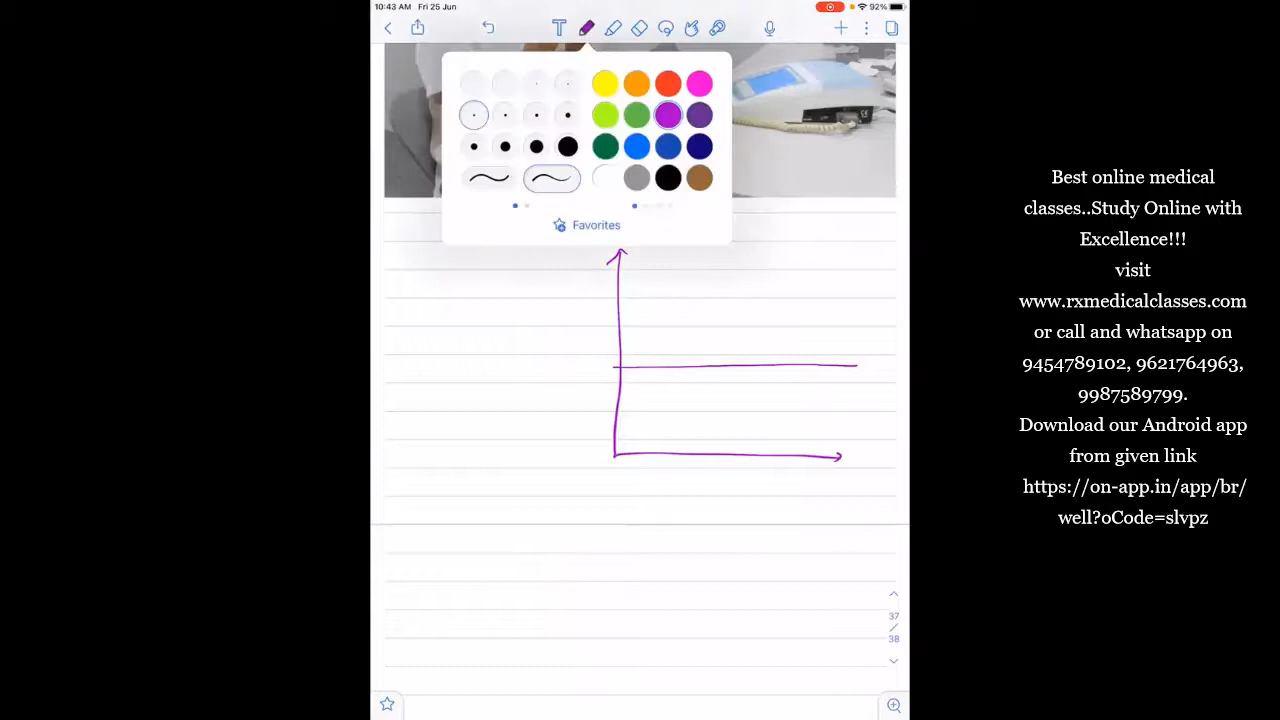 10:43 AM Fri 25 Jun
92%
T
Favorites
37
/
38
Best online medical
classes..Study Online with
Excellence!!!
visit
www.rxmedicalclasses.com
or call and whatsapp on
9454789102, 9621764963,
9987589799.
Download our Android app
from given link
https://on-app.in/app/br/
well?oCode=slvpz